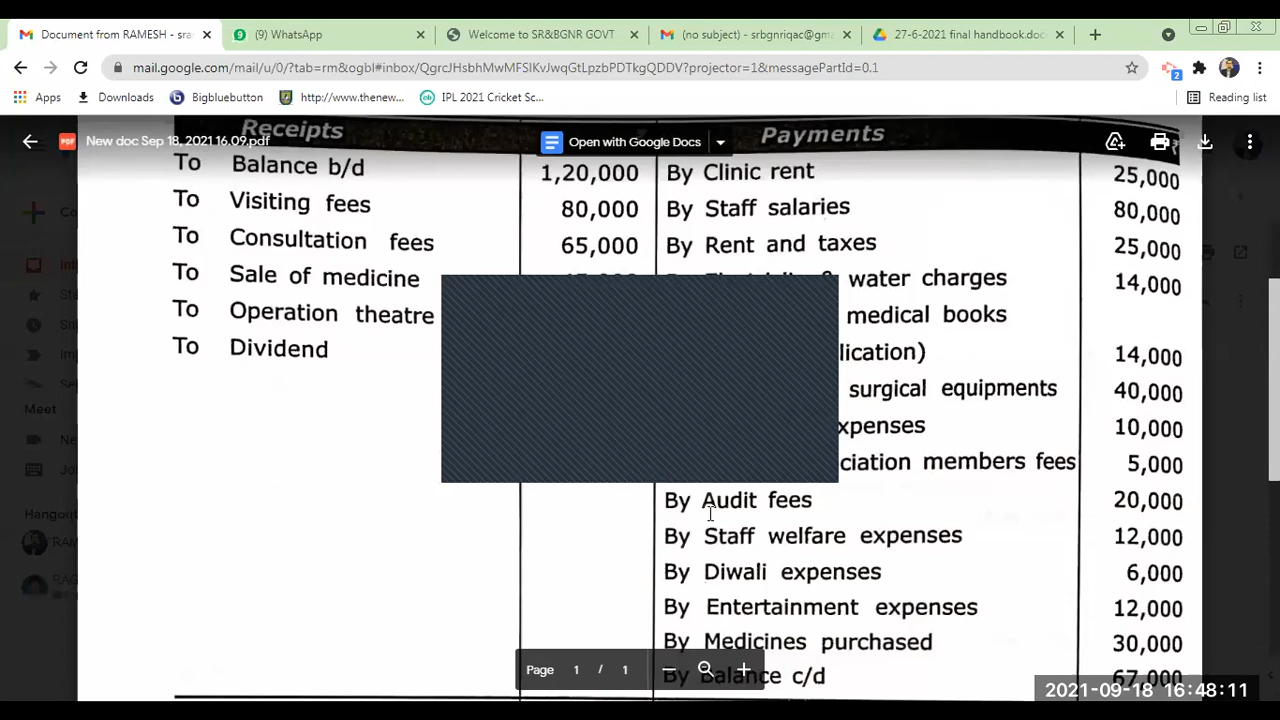 Document from RAMESH - sra
(9) WhatsApp
Welcome to SR&BGNR GOVT
(no subject) - srbgnriqac@gma
27-6-2021 final handbook.doc
mail.google.com/mail/u/0/?tab=rm&ogbl#inbox/QgrcJHsbhMwMFSIKvJwqGtLpzbPDTkgQDDV?projector=1&messagePartId=0.1
2
Apps
Downloads
Bigbluebutton
http://www.thenew...
IPL 2021 Cricket Sc...
Reading list
Receipts
Payments
PDF
New doc Sep 18, 2021 16.09.pdf
Open with Google Docs
To Balance b/d 1,20,000 By Clinic rent 25,000
To Visiting fees 80,000 By Staff salaries 80,000
To Consultation fees 65,000 By Rent and taxes 25,000
To Sale of medicine water charges 14,000
To Operation theatre medical books
To Dividend lication) 14,000
surgical equipments 40,000
Meet
xpenses 10,000
ciation members fees 5,000
By Audit fees 20,000
Hangout
By Staff welfare expenses 12,000
By Diwali expenses 6,000
By Entertainment expenses 12,000
By Medicines purchased 30,000
By Balance c/d 67,000
Page 1 / 1
2021-09-18 16:48:11